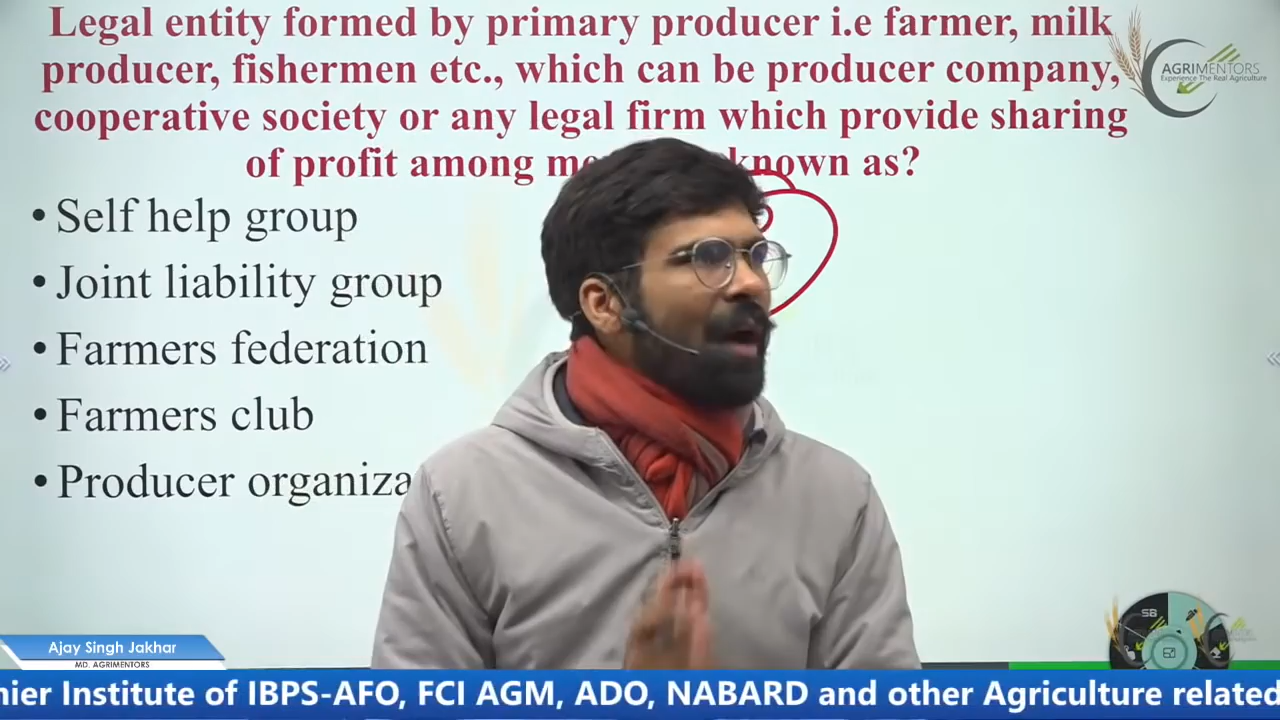 Legal entity formed by primary producer i.e farmer, milk
producer, fishermen etc., which can be producer company,
cooperative society or any legal firm which provide sharing
of profit among known as?
• Self help group
• Joint liability group
• Farmers federation
• Farmers club
• Producer
AGRIMENTORS
Experience The Real Agriculture
SB
Ajay Singh Jakhar
MD. AGRIMENTORS
Institute of IBPS-AFO, FCI AGM, ADO, NABARD and other Agriculture related